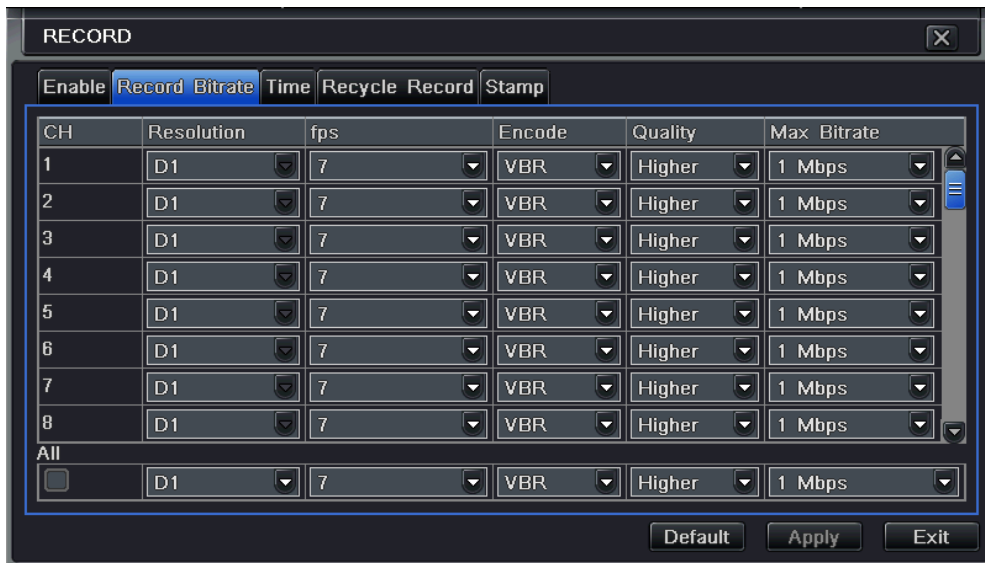 RECORD
Enable Record Bitrate Time Recycle Record Stamp
CH Resolution fps Encode Quality Max Bitrate
1 D1 7 VBR Higher 1 Mbps
2 D1 7 VBR Higher 1 Mbps
3 D1 7 VBR Higher 1 Mbps
4 D1 7 VBR Higher 1 Mbps
5 D1 7 VBR Higher 1 Mbps
6 D1 7 VBR Higher 1 Mbps
7 D1 7 VBR Higher 1 Mbps
8 D1 7 VBR Higher 1 Mbps
All
D1 7 VBR Higher 1 Mbps
Default Apply Exit